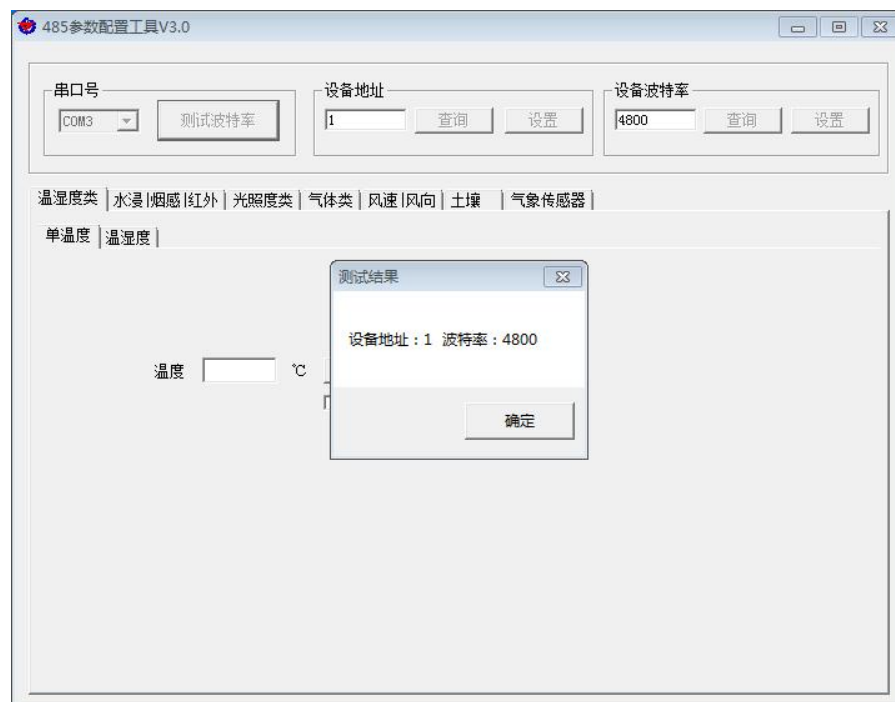 485参数配置工具V3.0
串口号 设备地址 设备波特率
COM3 测试波特率 1 查询 设置 4800 查询 设置
温湿度类 水浸|烟感|红外 光照度类 气体类 风速|风向 土壤 气象传感器
单温度 温湿度
测试结果
设备地址：1 波特率：4800
温度 ℃
确定